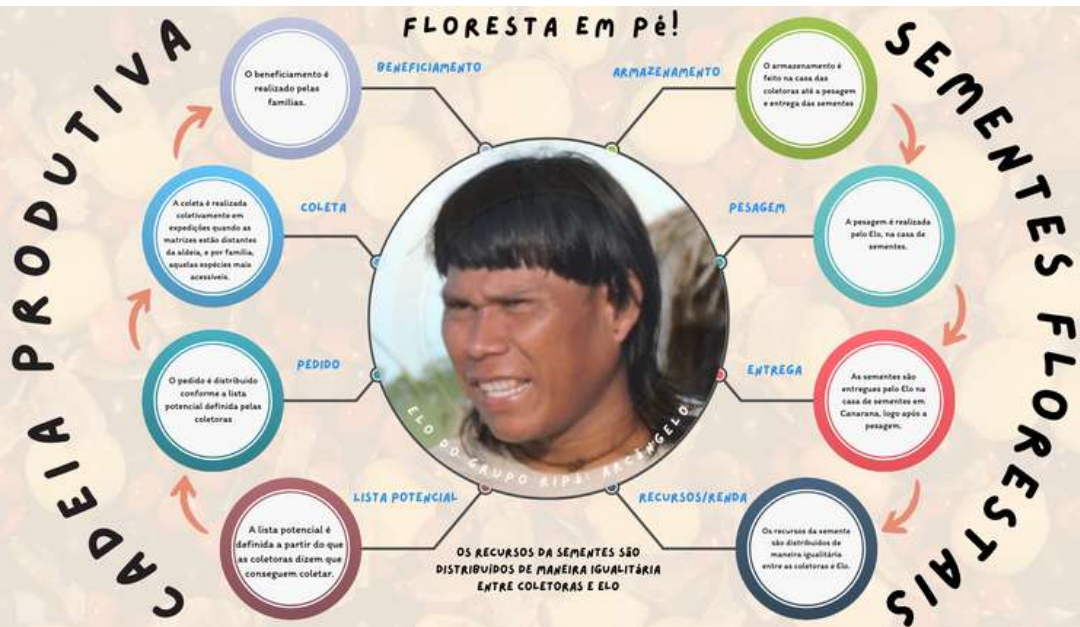 FLORESTA EM Pé!
CADEIA PRODUTIVA
SEMENTES FLORESTAIS
LISTA POTENCIAL
A lista potencial é
definida a partir do que
as coletoras dizem que
conseguem coletar.
PEDIDO
O pedido é distribuido
conforme a lista
potencial definida pelas
coletoras
COLETA
A coleta é realizada
coletivamente em
expedições quando as
matrizes estão distantes
da aldeia, e por família,
aquelas espécies mais
acessíveis.
BENEFICIAMENTO
O beneficiamento é
realizado pelas
famílias.
ARMAZENAMENTO
O armazenamento é
feito na casa das
coletoras até a pesagem
e entrega das sementes
PESAGEM
A pesagem é realizada
pelo Elo, na casa de
sementes.
ENTREGA
As sementes são
entregues pelo Elo na
casa de sementes em
Canarana, logo após a
pesagem.
RECURSOS/RENDA
Os recursos da semente
são distribuidos de
maneira igualitária
entre as coletoras e Elo.
ELO DO GRUPO RIPÁ: ARCÂNGELO
OS RECURSOS DA SEMENTES SÃO
DISTRIBUÍDOS DE MANEIRA IGUALITÁRIA
ENTRE COLETORAS E ELO